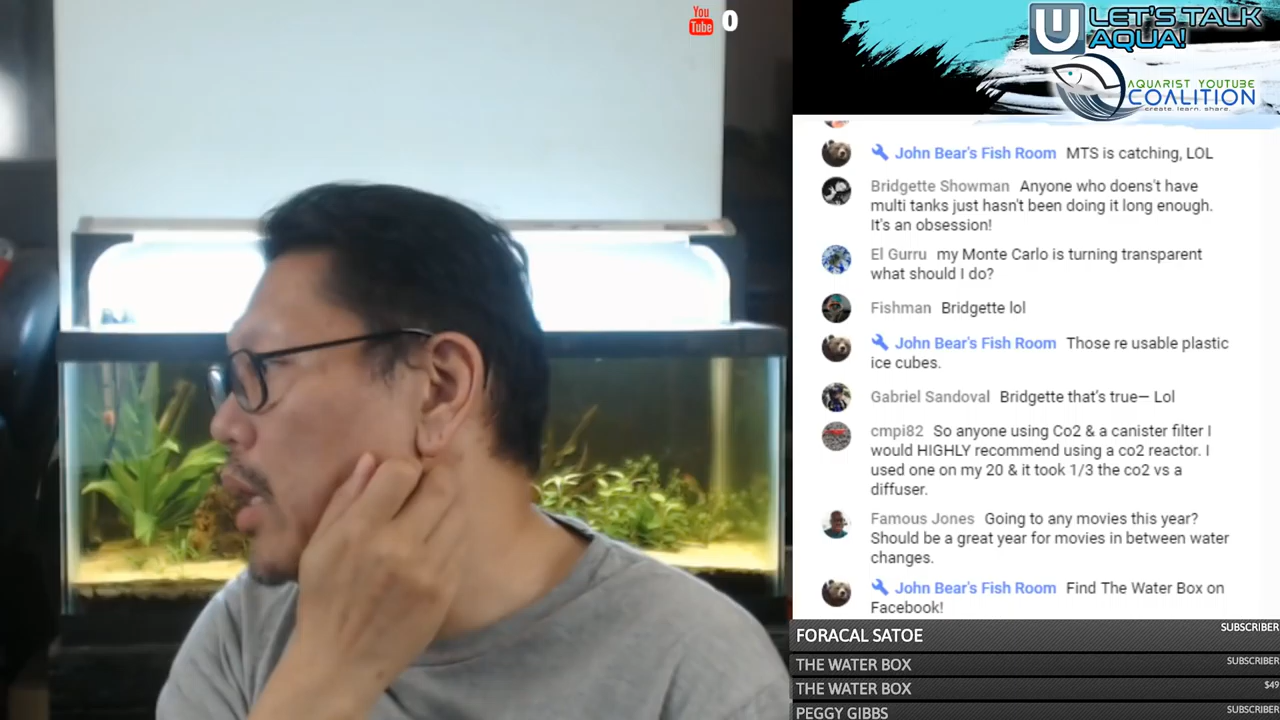 You
Tube
0
LET'S TALK
AQUA!
AQUARIST YOUTUBE
COALITION
create. learn. share.
John Bear's Fish Room MTS is catching, LOL
Bridgette Showman Anyone who doens't have
multi tanks just hasn't been doing it long enough.
It's an obsession!
El Gurru my Monte Carlo is turning transparent
what should I do?
Fishman Bridgette lol
John Bear's Fish Room Those re usable plastic
ice cubes.
Gabriel Sandoval Bridgette that's true— Lol
cmpi82 So anyone using Co2 & a canister filter I
would HIGHLY recommend using a co2 reactor. I
used one on my 20 & it took 1/3 the co2 vs a
diffuser.
Famous Jones Going to any movies this year?
Should be a great year for movies in between water
changes.
John Bear's Fish Room Find The Water Box on
Facebook!
FORACAL SATOE SUBSCRIBER
THE WATER BOX SUBSCRIBER
THE WATER BOX $49
PEGGY GIBBS SUBSCRIBER